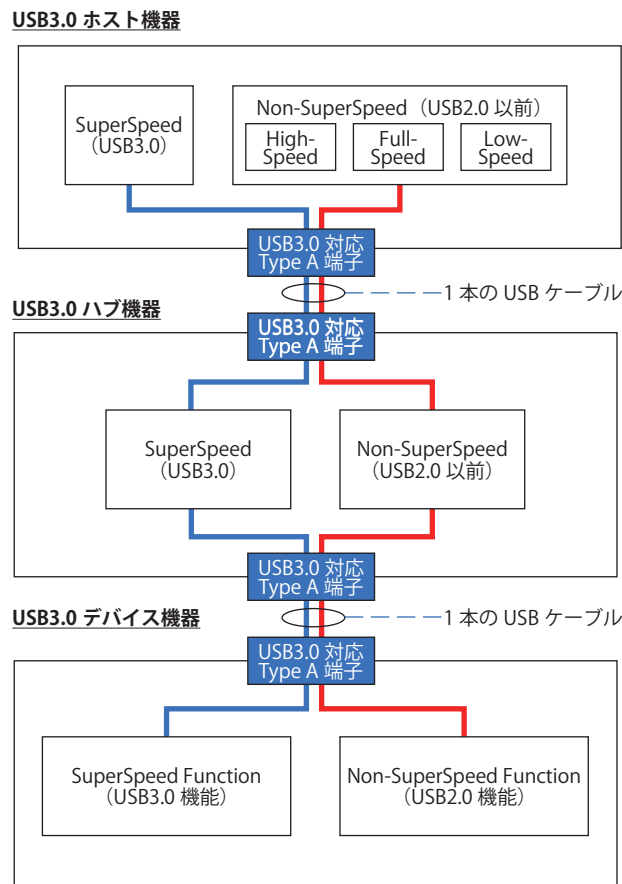 USB3.0 ホスト機器
SuperSpeed
（USB3.0）
Non-SuperSpeed（USB2.0 以前）
High-
Speed
Full-
Speed
Low-
Speed
USB3.0 対応
Type A 端子
1 本の USB ケーブル
USB3.0 ハブ機器
USB3.0 対応
Type A 端子
SuperSpeed
（USB3.0）
Non-SuperSpeed
（USB2.0 以前）
USB3.0 対応
Type A 端子
USB3.0 デバイス機器
1 本の USB ケーブル
USB3.0 対応
Type A 端子
SuperSpeed Function
（USB3.0 機能）
Non-SuperSpeed Function
（USB2.0 機能）